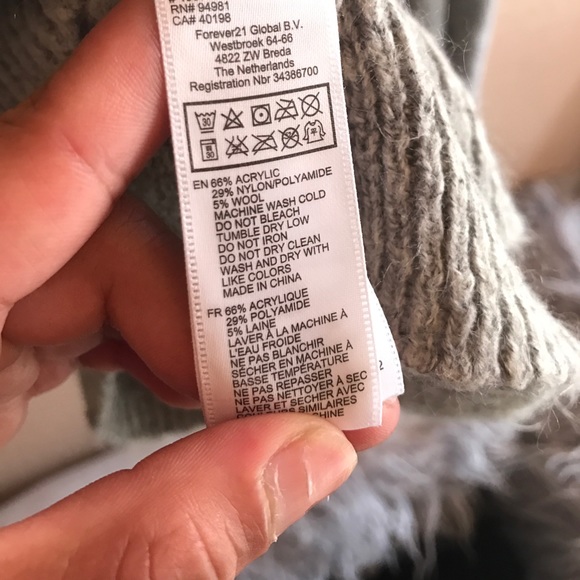 RN# 94981
CA# 40198
Forever21 Global B.V.
Westbroek 64-66
4822 ZW Breda
The Netherlands
Registration Nbr 34386700
30
30
EN 66% ACRYLIC
29% NYLON/POLYAMIDE
5% WOOL
MACHINE WASH COLD
DO NOT BLEACH
TUMBLE DRY LOW
DO NOT IRON
DO NOT DRY CLEAN
WASH AND DRY WITH
LIKE COLORS
MADE IN CHINA
FR 66% ACRYLIQUE
29% POLYAMIDE
5% LAINE
LAVER À LA MACHINE À
L'EAU FROIDE
NE PAS BLANCHIR
SÉCHER EN MACHINE À
BASSE TEMPÉRATURE
NE PAS REPASSER
NE PAS NETTOYER À SEC
LAVER ET SÉCHER AVEC
SIMILAIRES
2